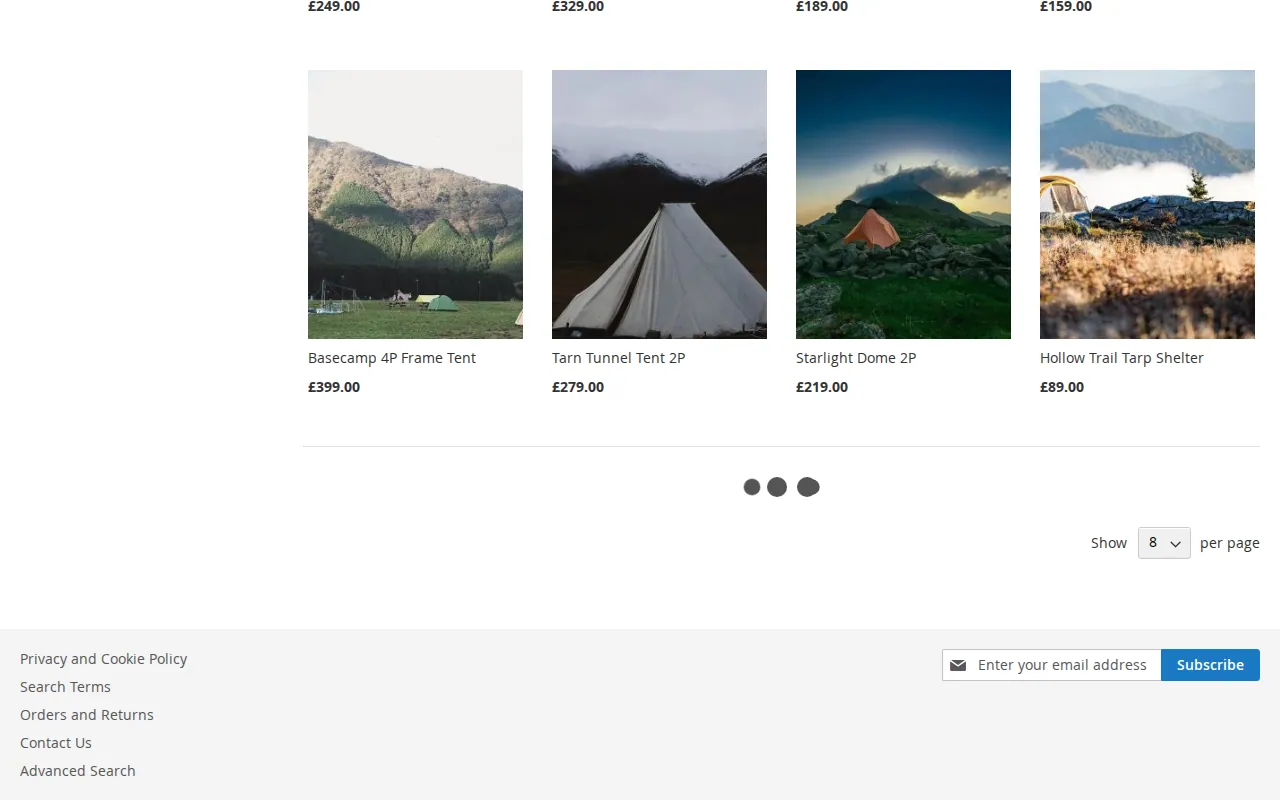 £249.00
£329.00
£189.00
£159.00
Basecamp 4P Frame Tent
£399.00
Tarn Tunnel Tent 2P
£279.00
Starlight Dome 2P
£219.00
Hollow Trail Tarp Shelter
£89.00
Show 8 per page
Privacy and Cookie Policy
Search Terms
Orders and Returns
Contact Us
Advanced Search
Enter your email address
Subscribe